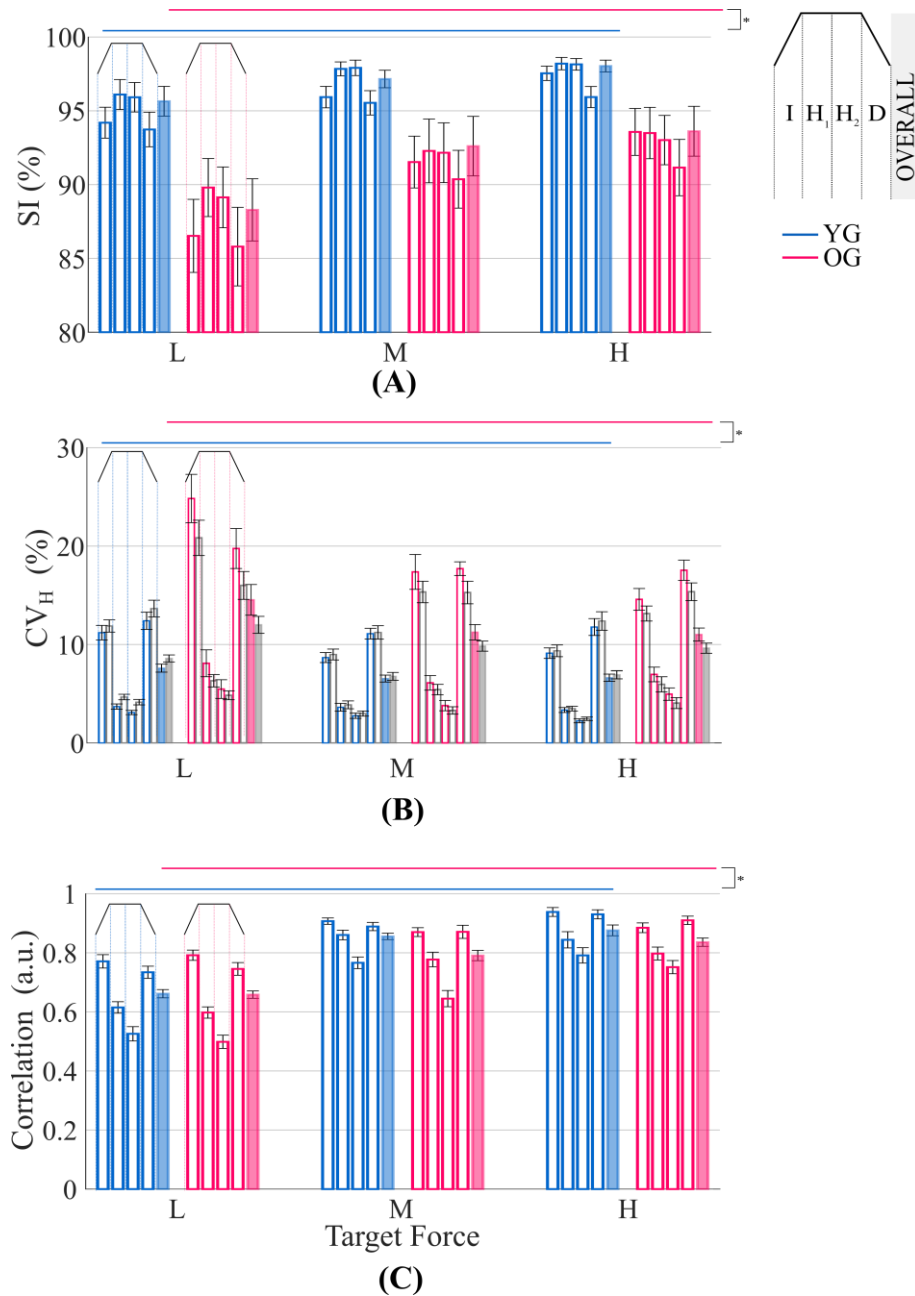 *
100
95
90
85
80
SI (%)
L M H
(A)
I H1 H2 D OVERALL
YG
OG
*
30
20
10
0
CVH (%)
L M H
(B)
*
1
0.8
0.6
0.4
0.2
0
Correlation (a.u.)
L M H
Target Force
(C)